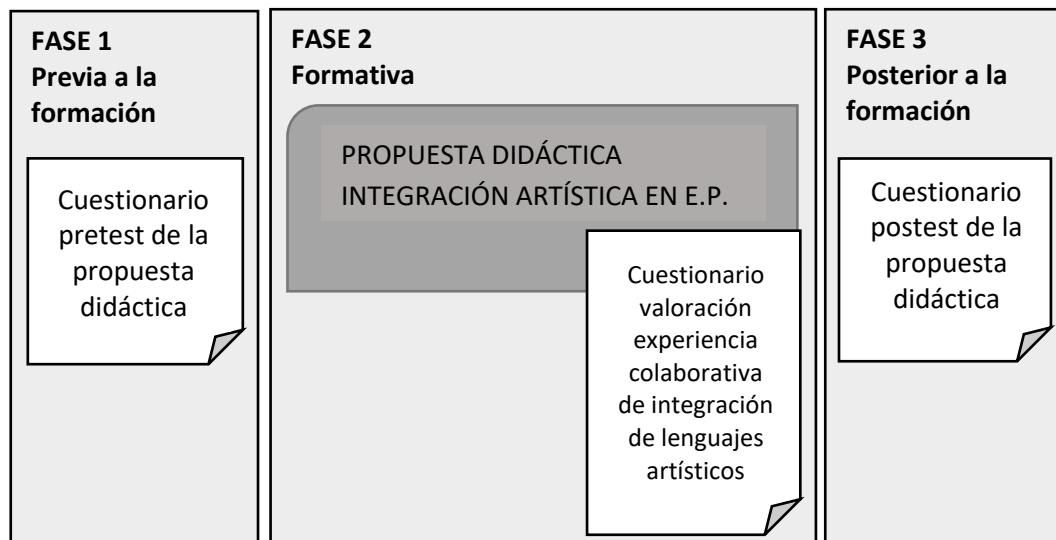 FASE 1
Previa a la
formación
Cuestionario
pretest de la
propuesta
didáctica
FASE 2
Formativa
PROPUESTA DIDÁCTICA
INTEGRACIÓN ARTÍSTICA EN E.P.
Cuestionario
valoración
experiencia
colaborativa
de integración
de lenguajes
artísticos
FASE 3
Posterior a la
formación
Cuestionario
postest de la
propuesta
didáctica